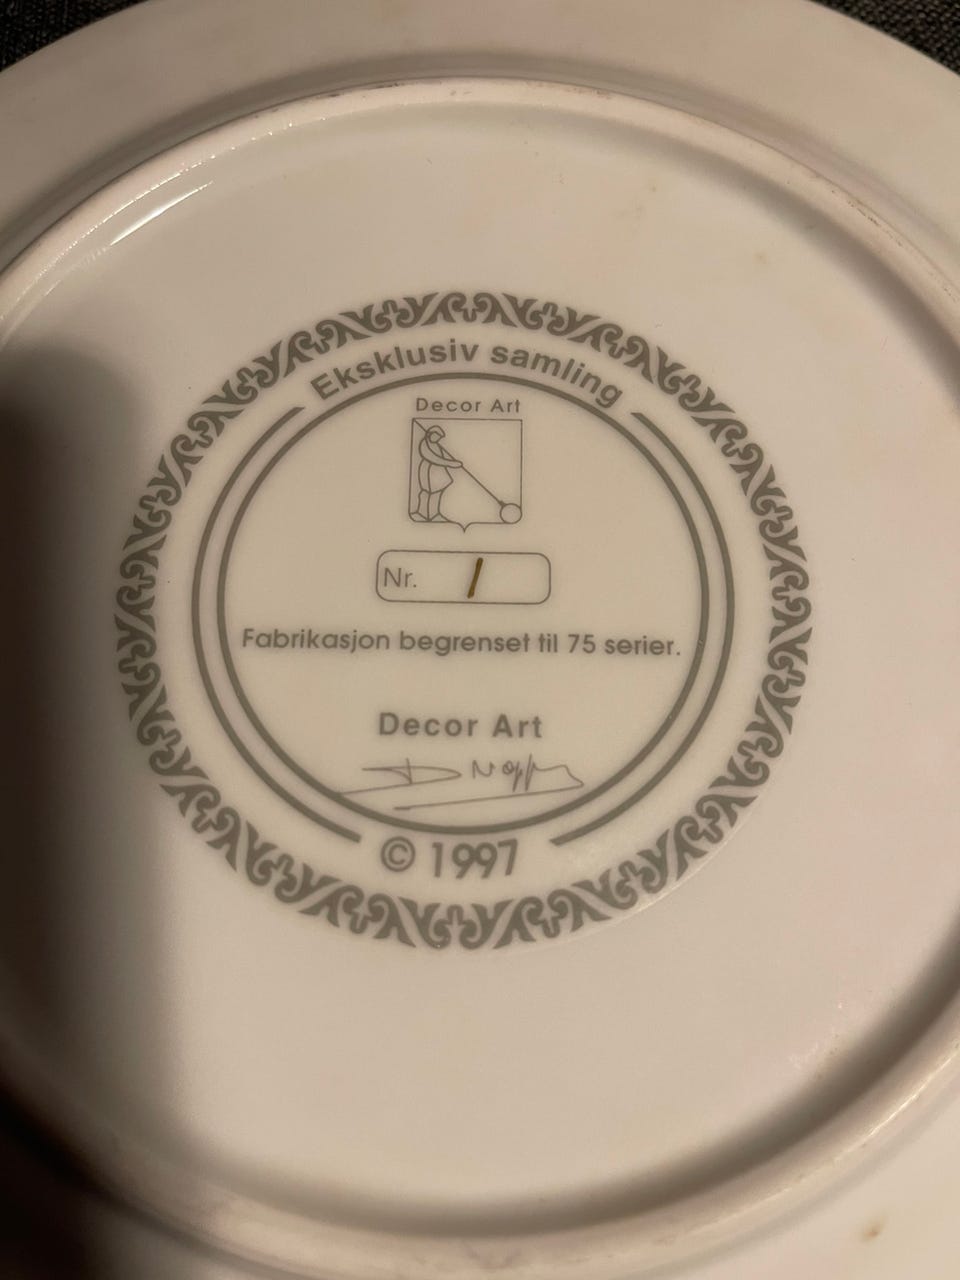 Eksklusiv samling
Decor Art
Nr. 1
Fabrikasjon begrenset til 75 serier.
Decor Art
© 1997